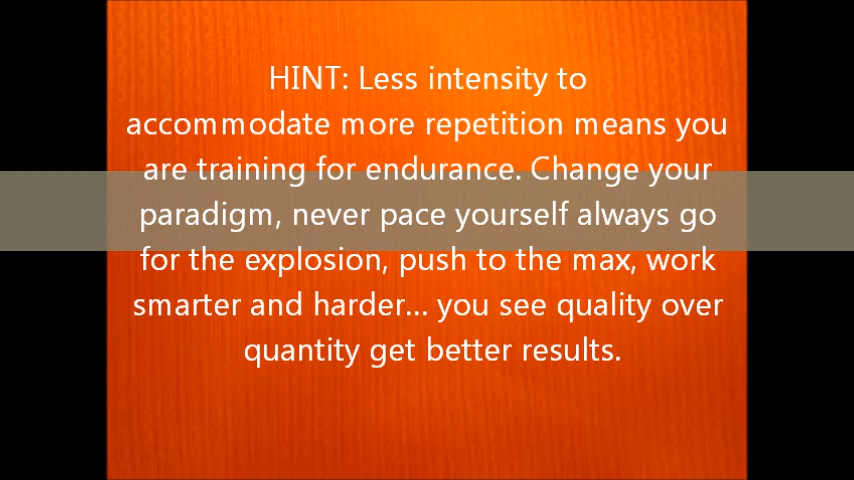 HINT: Less intensity to
accommodate more repetition means you
are training for endurance. Change your
paradigm, never pace yourself always go
for the explosion, push to the max, work
smarter and harder... you see quality over
quantity get better results.